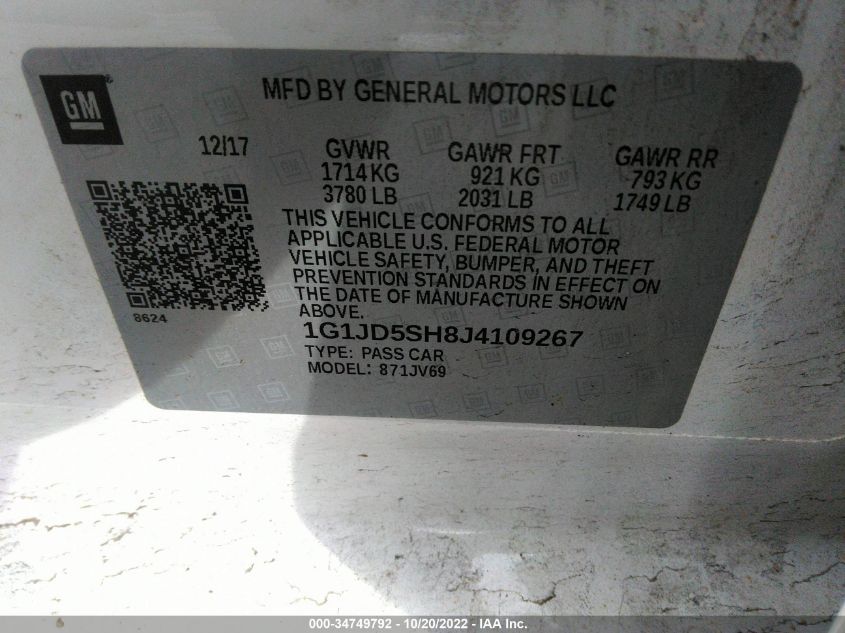 GM
®
MFD BY GENERAL MOTORS LLC
12/17
GVWR
1714 KG
3780 LB
GAWR FRT
921 KG
2031 LB
GAWR RR
793 KG
1749 LB
THIS VEHICLE CONFORMS TO ALL
APPLICABLE U.S. FEDERAL MOTOR
VEHICLE SAFETY, BUMPER, AND THEFT
PREVENTION STANDARDS IN EFFECT ON
THE DATE OF MANUFACTURE SHOWN
ABOVE.
8624
1G1JD5SH8J4109267
TYPE: PASS CAR
MODEL: 871JV69
000-34749792 - 10/20/2022 - IAA Inc.